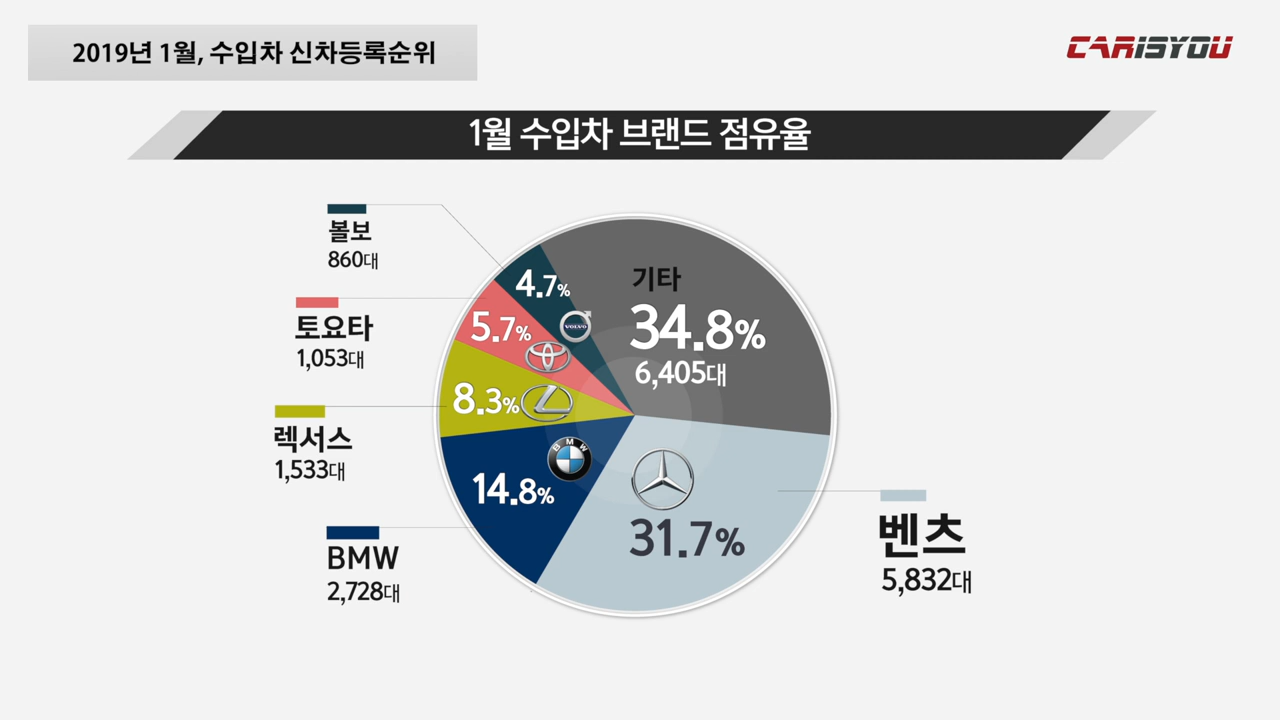 2019년 1월, 수입차 신차등록순위
CARISYOU
1월 수입차 브랜드 점유율
볼보
860대
토요타
1,053대
렉서스
1,533대
BMW
2,728대
4.7%
VOLVO
5.7%
8.3%
BMW
14.8%
기타
34.8%
6,405대
31.7%
벤츠
5,832대